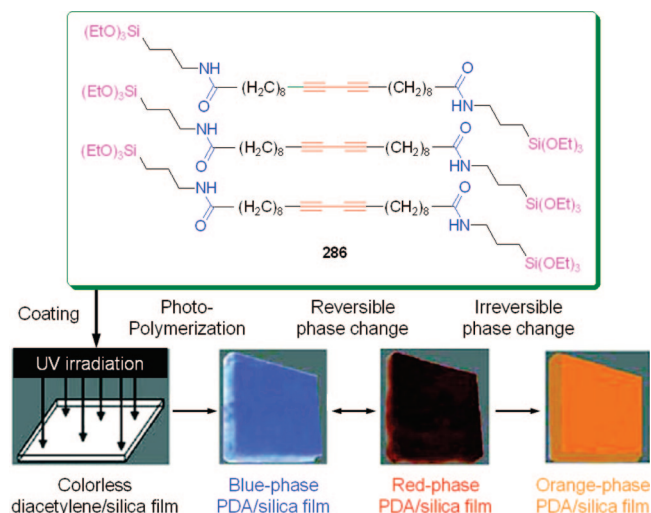 (EtO)₃Si
NH
O
(H₂C)₈
(CH₂)₈
O
HN
Si(OEt)₃
(EtO)₃Si
NH
O
(H₂C)₈
(CH₂)₈
O
HN
Si(OEt)₃
(EtO)₃Si
NH
O
(H₂C)₈
(CH₂)₈
O
HN
Si(OEt)₃
286
Coating
Photo-
Polymerization
Reversible
phase change
Irreversible
phase change
UV irradiation
Colorless
diacetylene/silica film
Blue-phase
PDA/silica film
Red-phase
PDA/silica film
Orange-phase
PDA/silica film